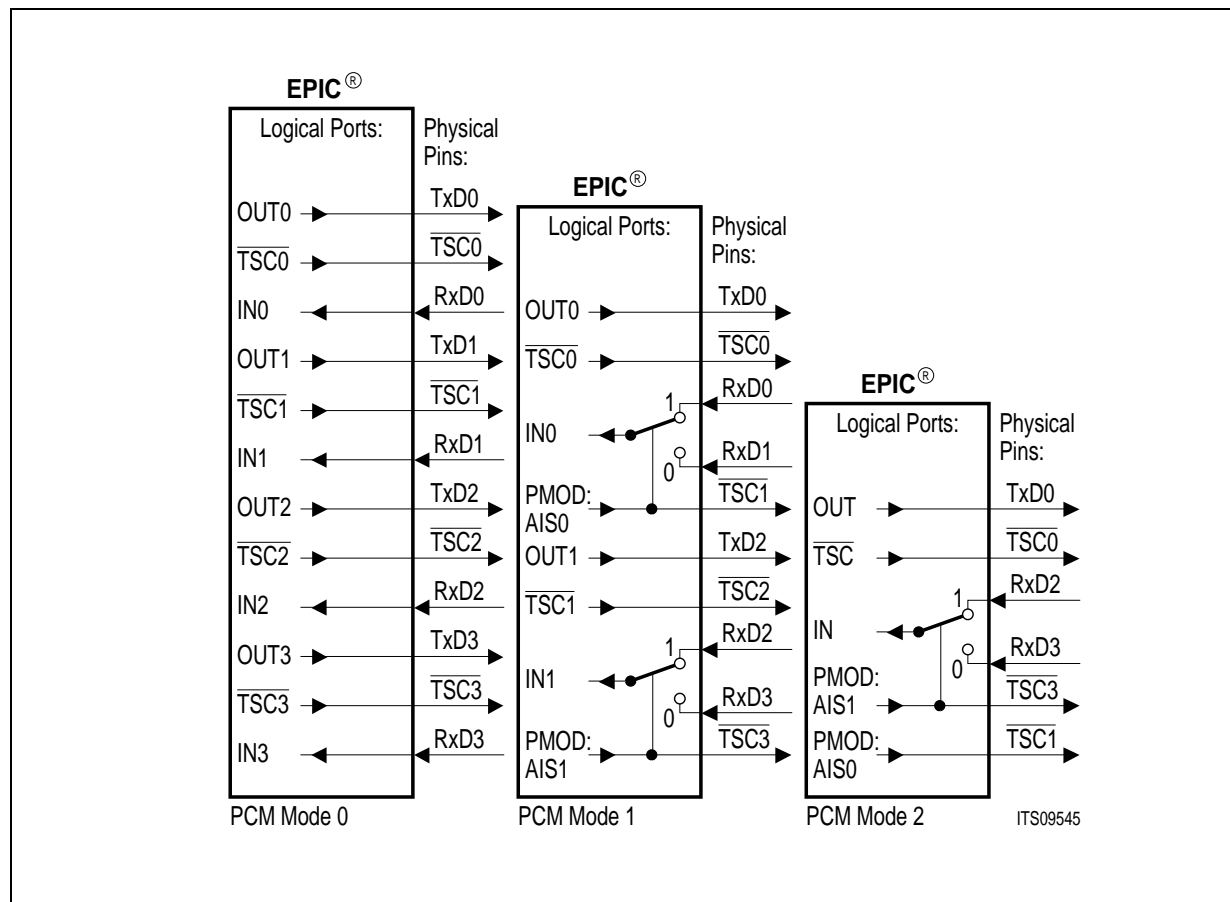 EPIC®
Logical Ports:
Physical
Pins:
OUT0
TxD0
TSC0
TSC0
IN0
RxD0
OUT1
TxD1
TSC1
TSC1
IN1
RxD1
OUT2
TxD2
TSC2
TSC2
IN2
RxD2
OUT3
TxD3
TSC3
TSC3
IN3
RxD3
PCM Mode 0
EPIC®
Logical Ports:
Physical
Pins:
OUT0
TxD0
TSC0
TSC0
1
RxD0
IN0
0
RxD1
PMOD:
AIS0
TSC1
OUT1
TxD2
TSC1
TSC2
1
RxD2
IN1
0
RxD3
PMOD:
AIS1
TSC3
PCM Mode 1
EPIC®
Logical Ports:
Physical
Pins:
OUT
TxD0
TSC
TSC0
1
RxD2
IN
0
RxD3
PMOD:
AIS1
TSC3
PMOD:
AIS0
TSC1
PCM Mode 2
ITS09545